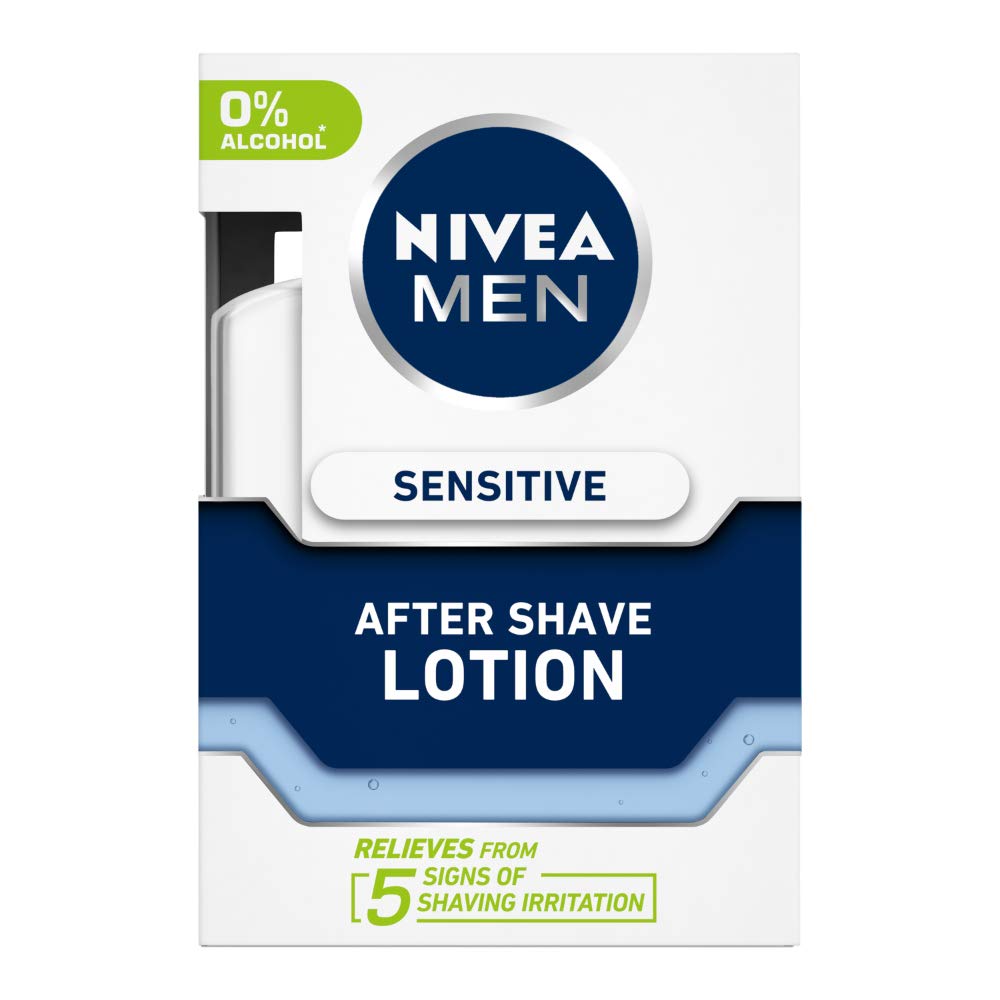 0%
ALCOHOL*
NIVEA
MEN
SENSITIVE
AFTER SHAVE
LOTION
RELIEVES FROM
5 SIGNS OF
SHAVING IRRITATION